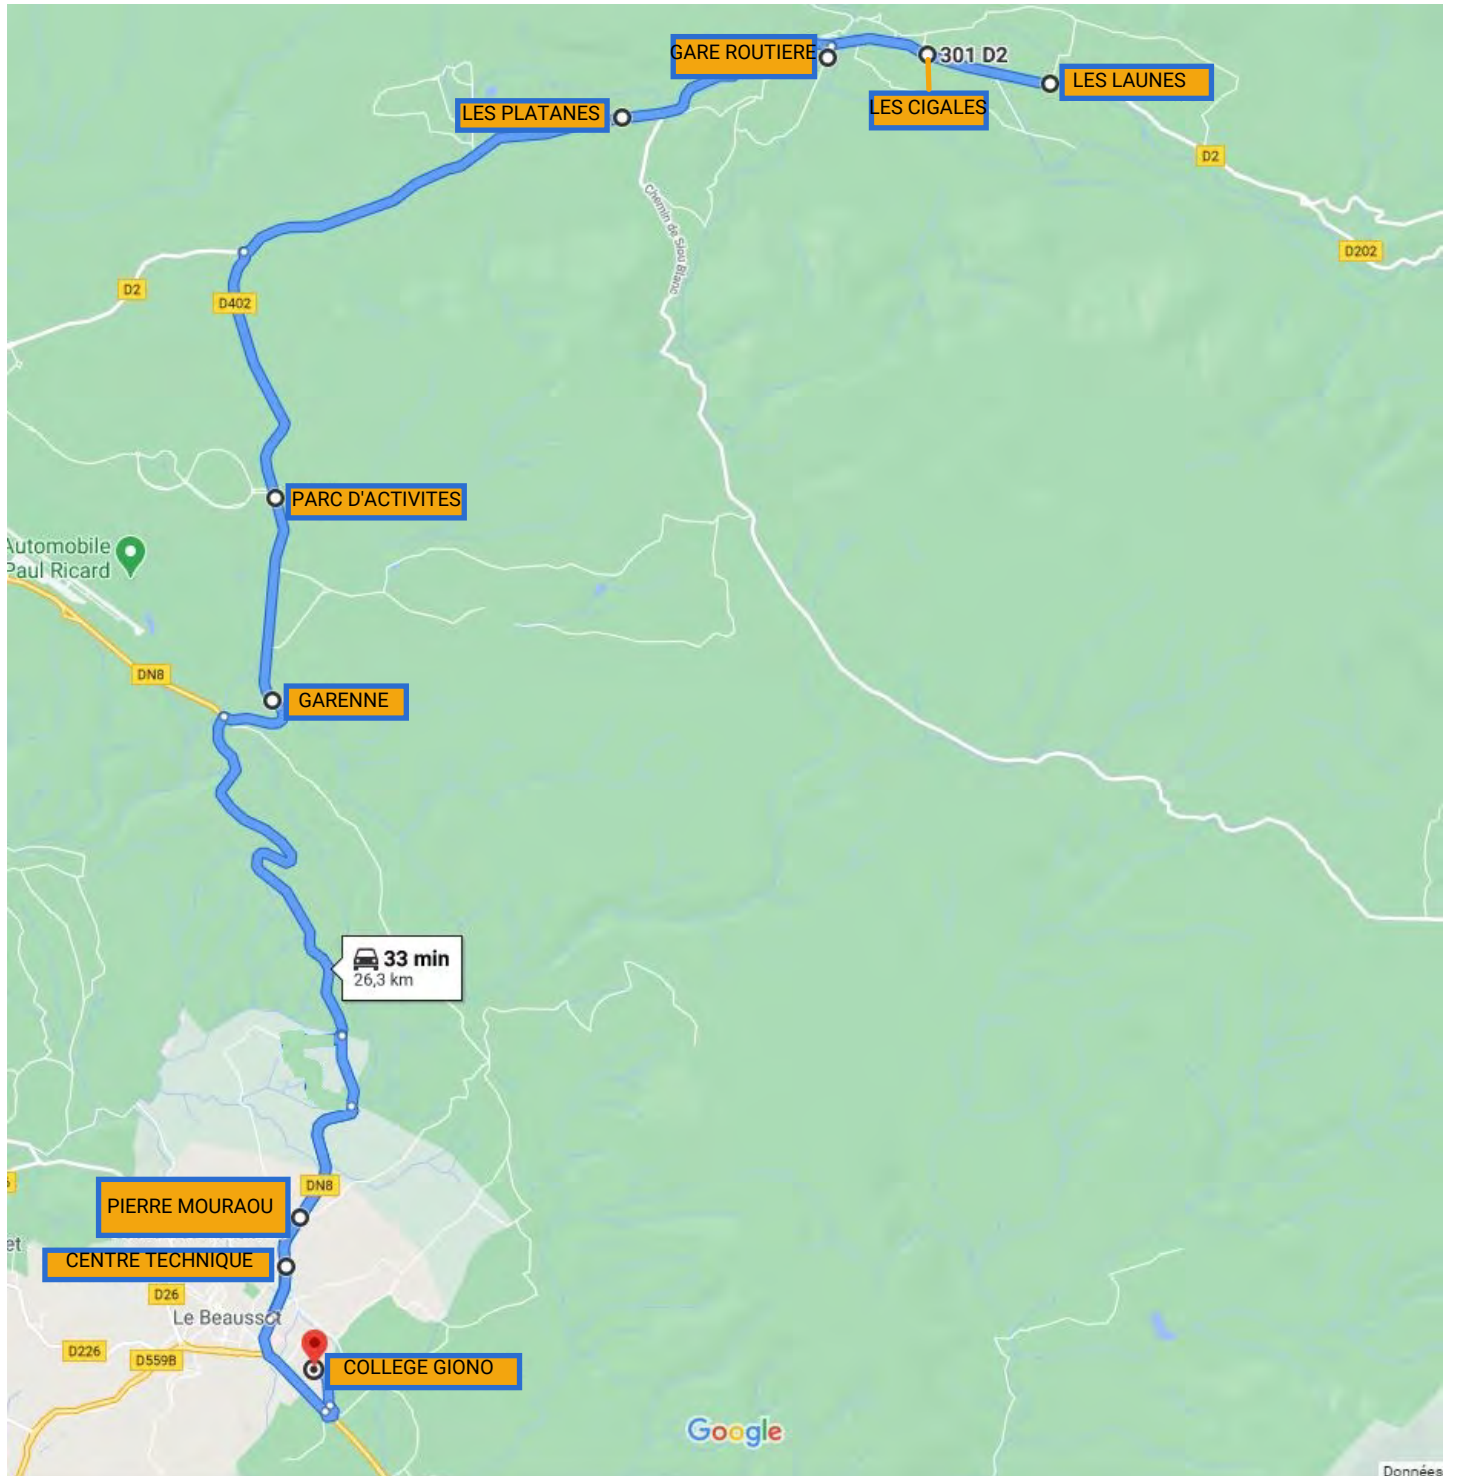 GARE ROUTIERE
301 D2
LES LAUNES
LES PLATANES
LES CIGALES
D2
Chemin de Siou Blanc
D202
D2
D402
PARC D'ACTIVITES
Automobile
Paul Ricard
DN8
GARENNE
33 min
26,3 km
DN8
PIERRE MOURAOU
et
CENTRE TECHNIQUE
D26
Le Beausset
D226
D559B
COLLEGE GIONO
Google
Données